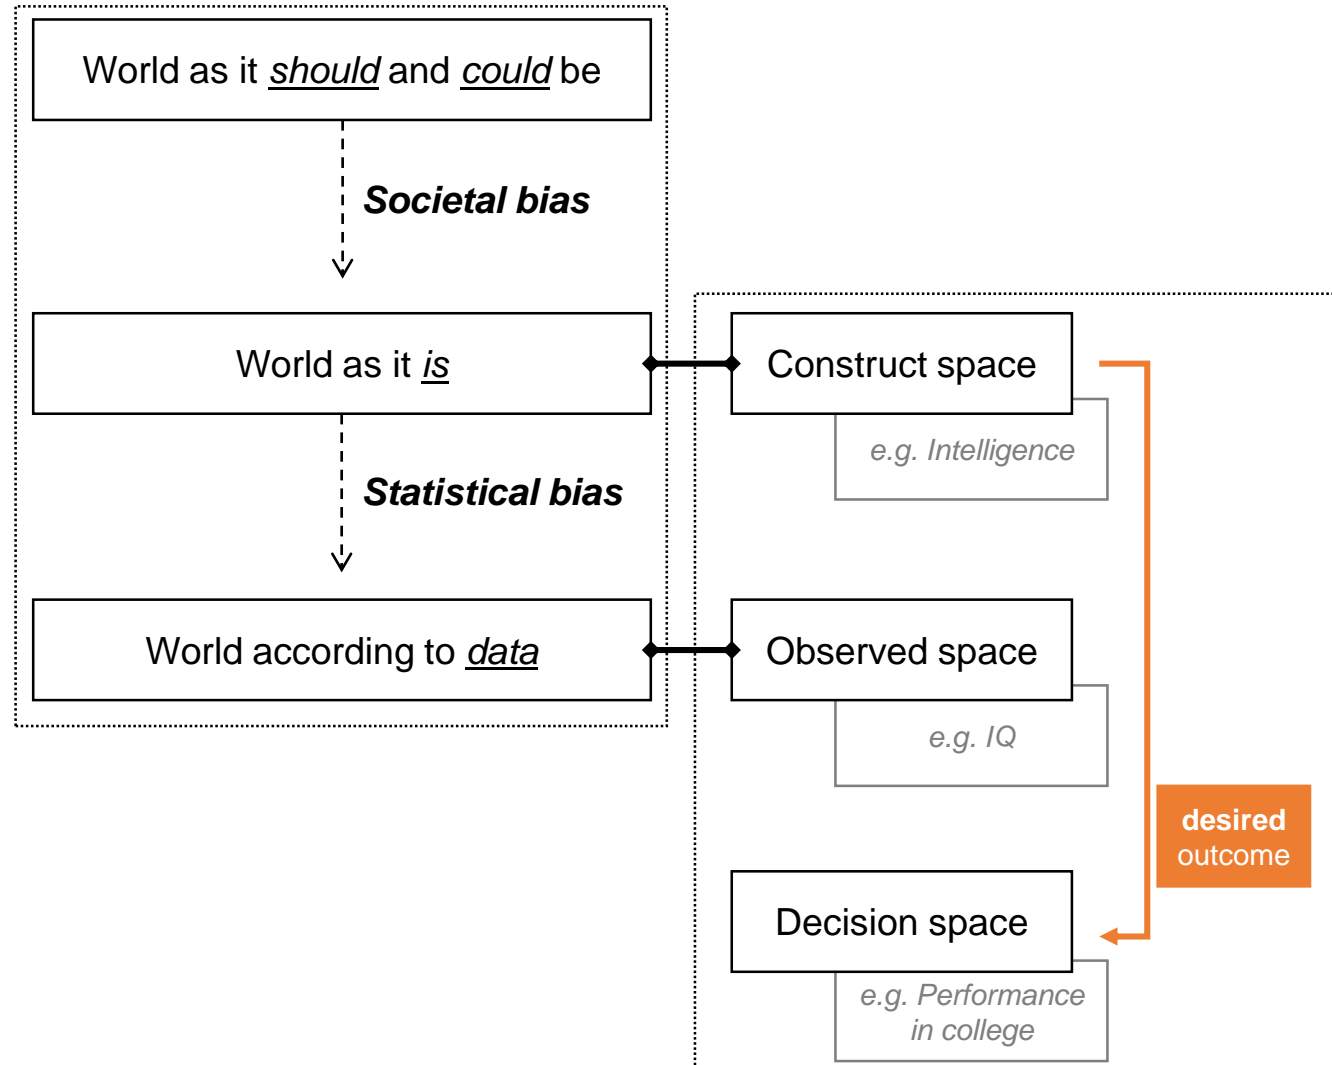 World as it should and could be
Societal bias
World as it is
Statistical bias
World according to data
Construct space
e.g. Intelligence
Observed space
e.g. IQ
desired
outcome
Decision space
e.g. Performance
in college